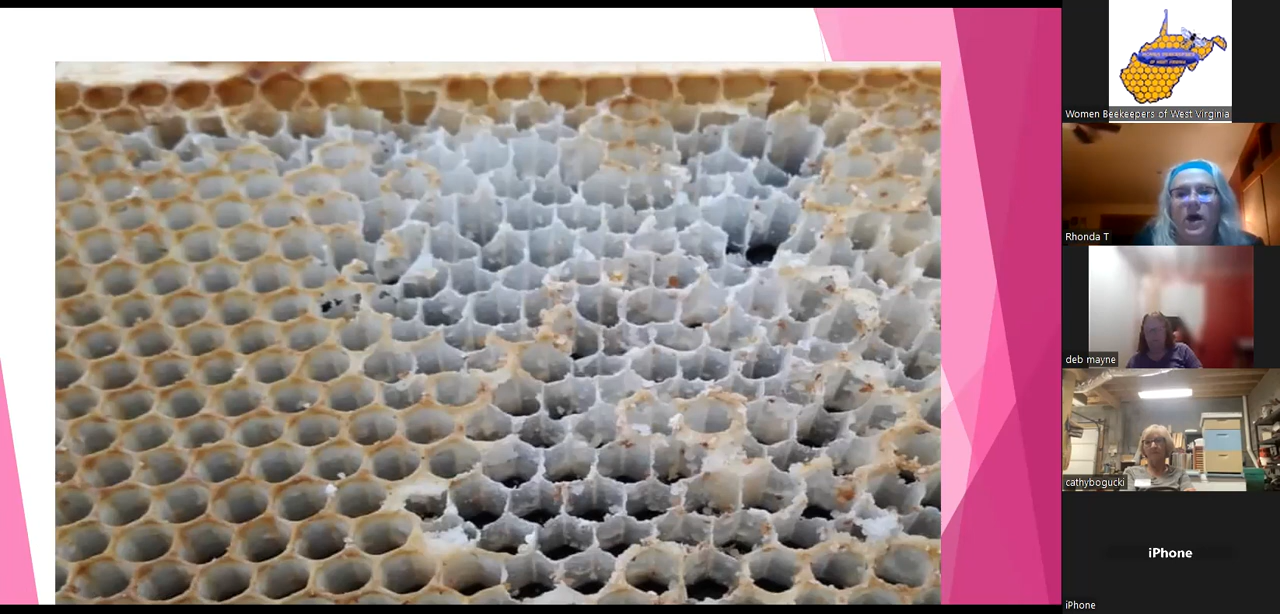 Women Beekeepers of West Virginia
Rhonda T
deb mayne
cathybogucki
iPhone
iPhone